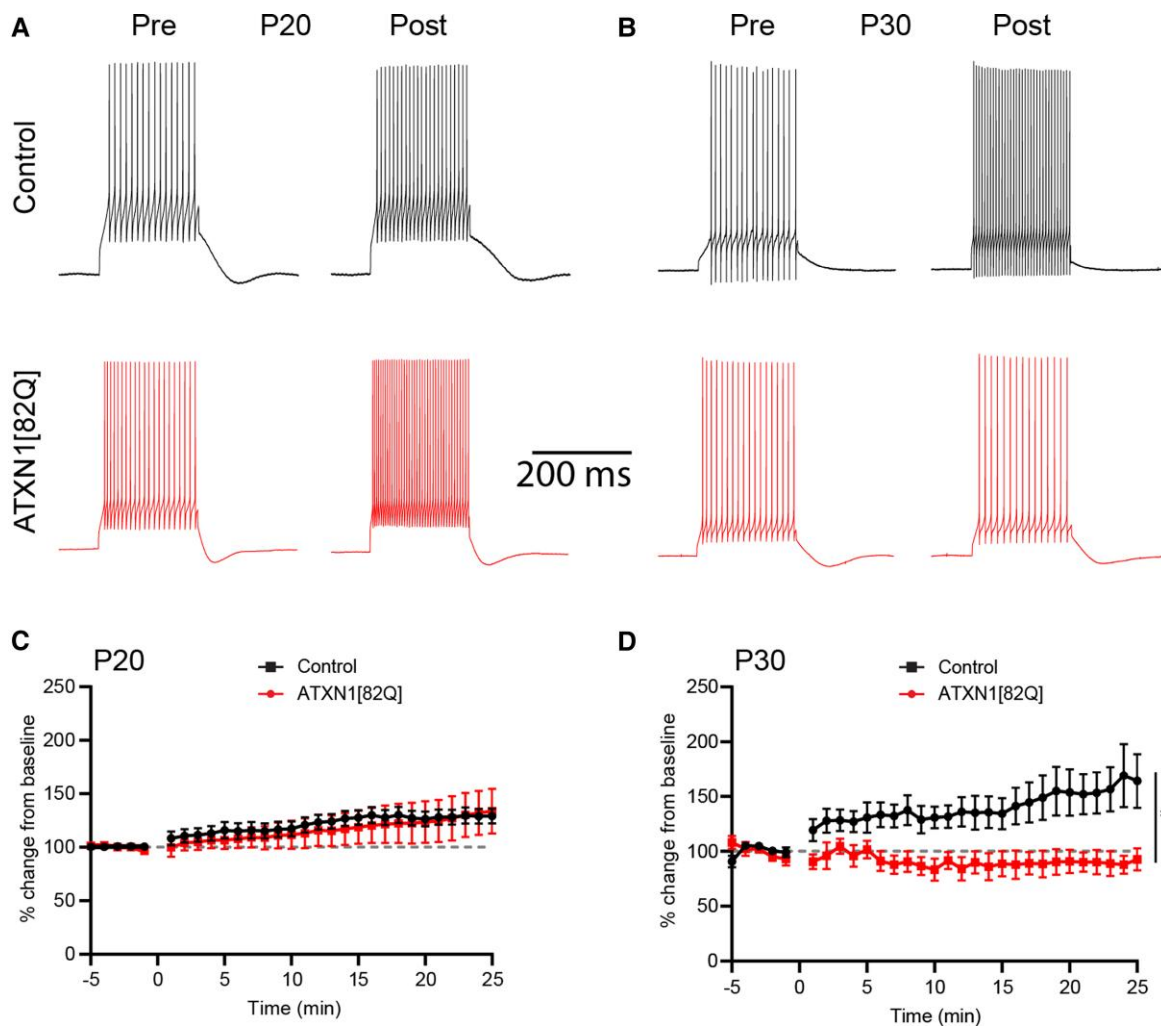 A Pre P20 Post
B Pre P30 Post
Control
ATXN1[82Q]
200 ms
C P20
Control
ATXN1[82Q]
% change from baseline
250
200
150
100
50
0
-5 0 5 10 15 20 25
Time (min)
D P30
Control
ATXN1[82Q]
% change from baseline
250
200
150
100
50
0
-5 0 5 10 15 20 25
Time (min)